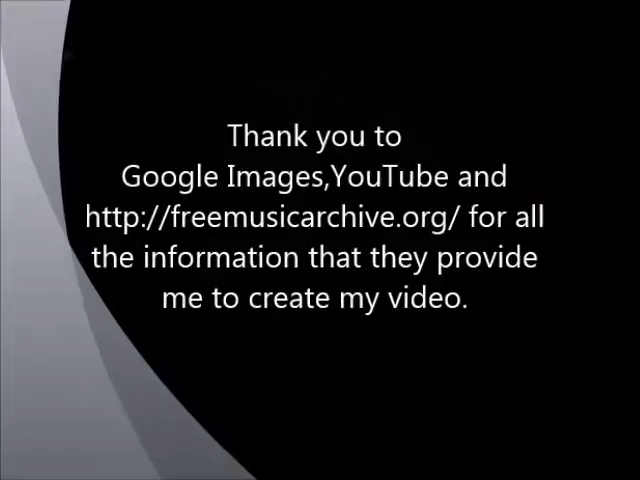 Thank you to
Google Images,YouTube and
http://freemusicarchive.org/ for all
the information that they provide
me to create my video.